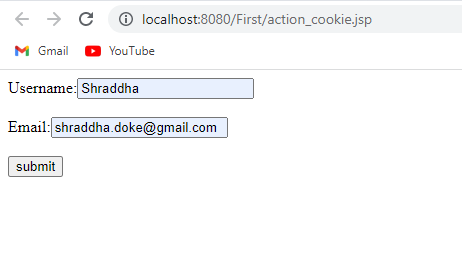 localhost:8080/First/action_cookie.jsp
Gmail YouTube
Username: Shraddha
Email: shraddha.doke@gmail.com
submit